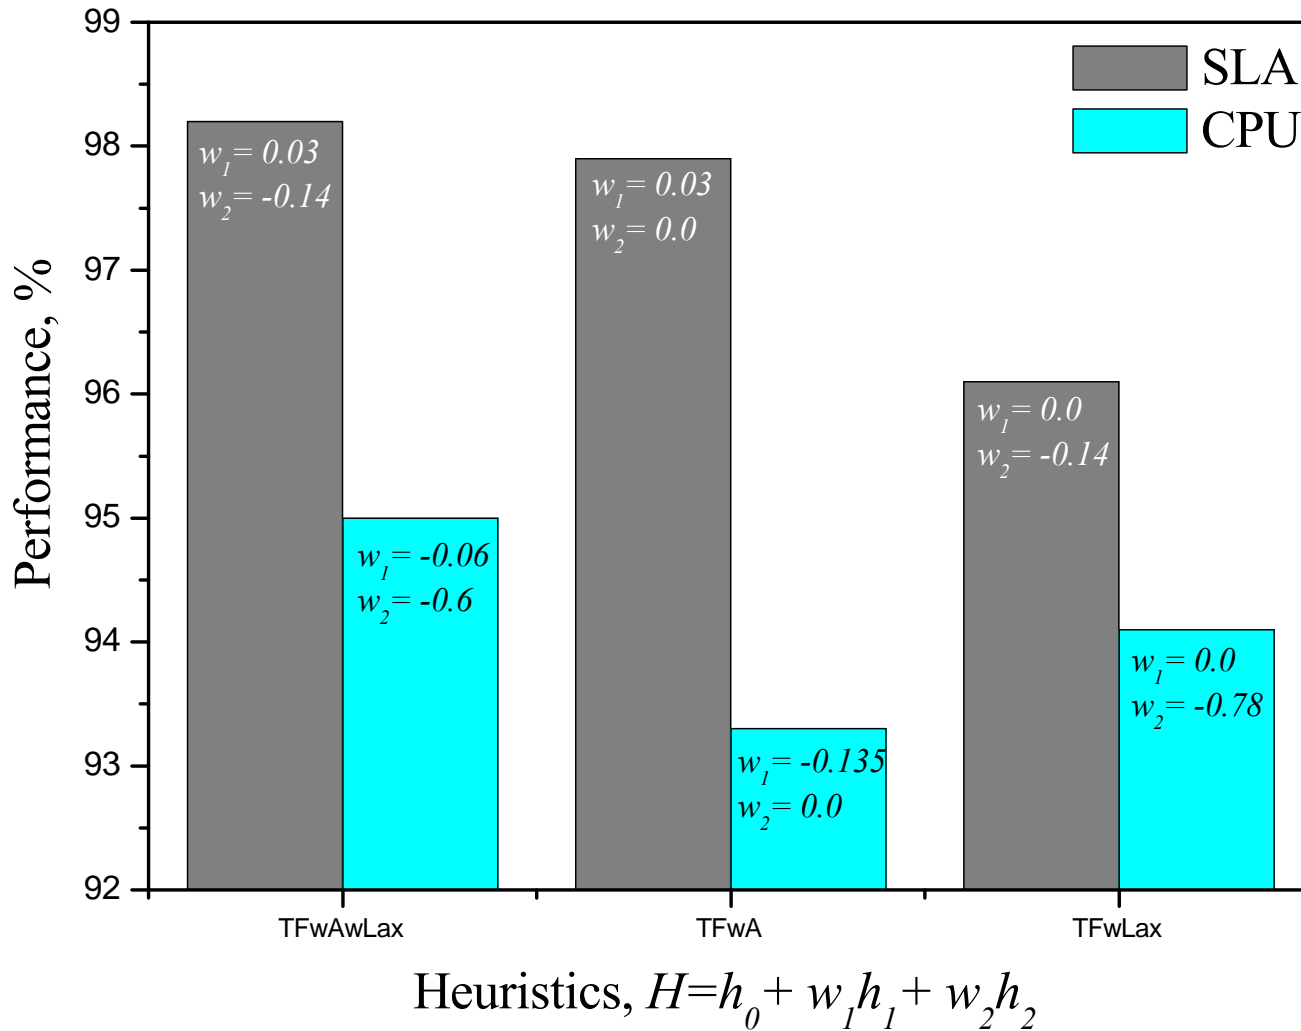 99
98
97
96
95
94
93
92
Performance, %
SLA
CPU
w1= 0.03
w2= -0.14
w1= -0.06
w2= -0.6
w1= 0.03
w2= 0.0
w1= -0.135
w2= 0.0
w1= 0.0
w2= -0.14
w1= 0.0
w2= -0.78
TFwAwLax
TFwA
TFwLax
Heuristics, H=h0+ w1h1+ w2h2